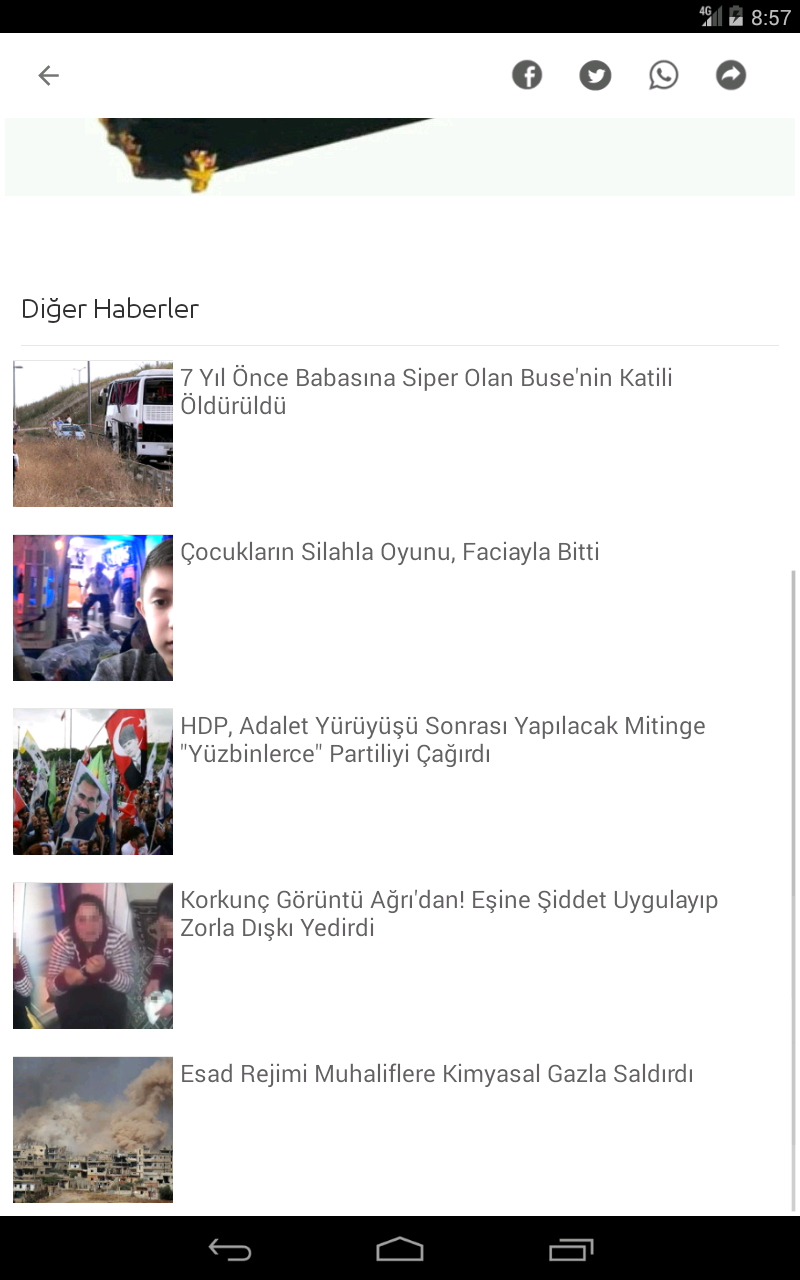 4G 8:57
Diğer Haberler
7 Yıl Önce Babasına Siper Olan Buse'nin Katili
Öldürüldü
Çocukların Silahla Oyunu, Faciayla Bitti
HDP, Adalet Yürüyüşü Sonrası Yapılacak Mitinge
"Yüzbinlerce" Partiliyi Çağırdı
Korkunç Görüntü Ağrı'dan! Eşine Şiddet Uygulayıp
Zorla Dışkı Yedirdi
Esad Rejimi Muhaliflere Kimyasal Gazla Saldırdı